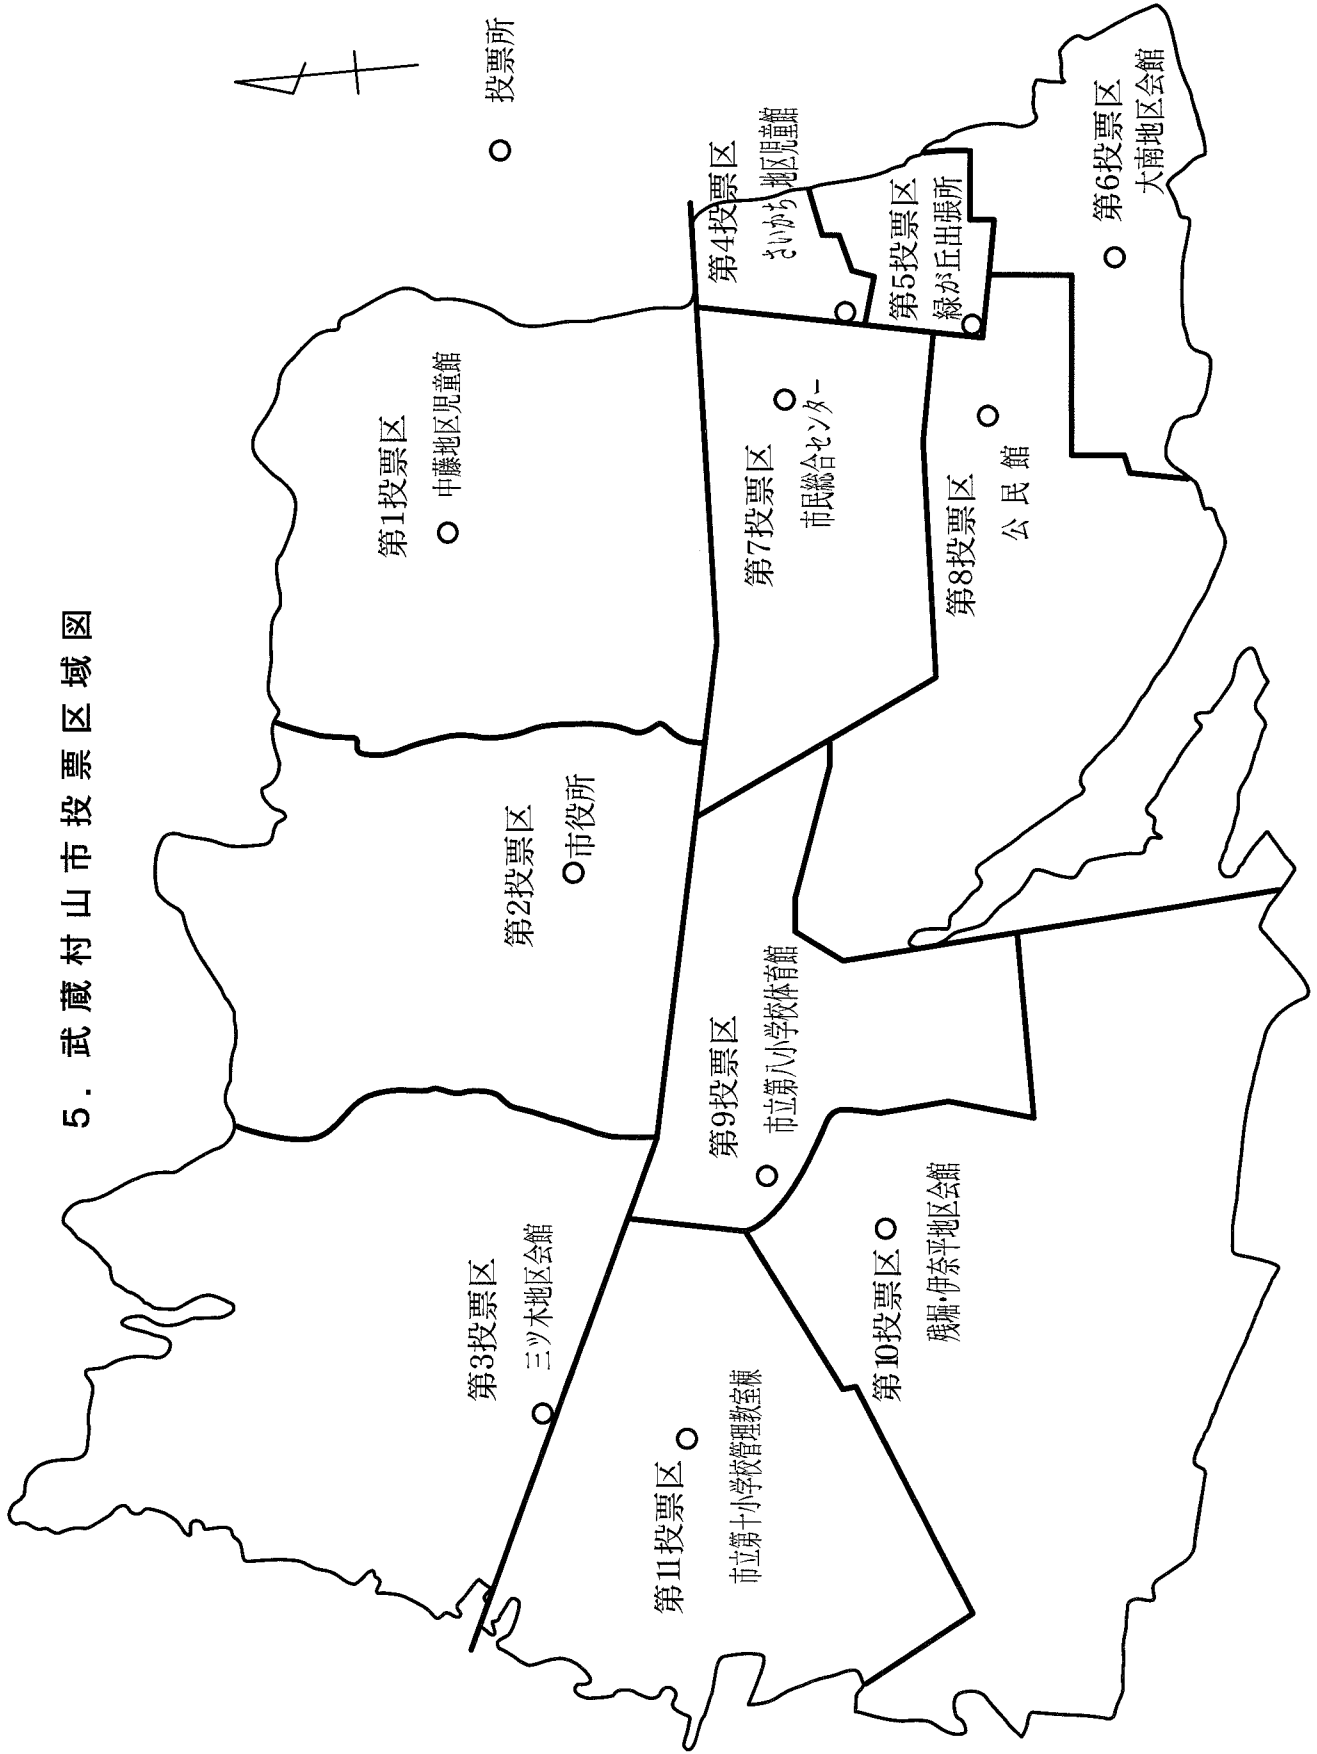 5．武蔵村山市投票区域図
投票所
第1投票区
中藤地区児童館
第2投票区
市役所
第3投票区
三ツ木地区会館
第4投票区
さいかち地区児童館
第5投票区
緑が丘出張所
第6投票区
大南地区会館
第7投票区
市民総合センター
第8投票区
公民館
第9投票区
市立第八小学校体育館
第10投票区
残堀・伊奈平地区会館
第11投票区
市立第十小学校管理教室棟